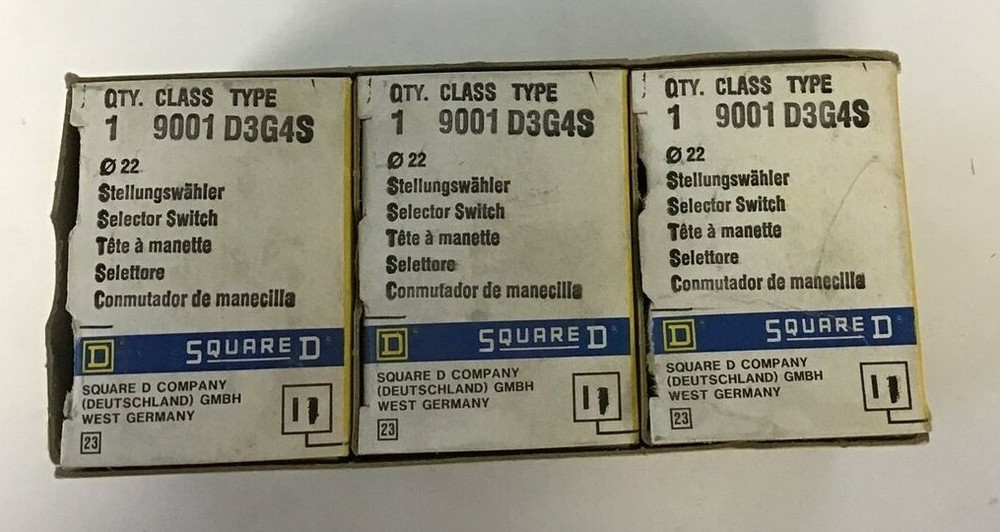 QTY. CLASS TYPE
1 9001 D3G4S
Ø 22
Stellungswähler
Selector Switch
Tête à manette
Selettore
Conmutador de manecilla
D SQUARE D
SQUARE D COMPANY
(DEUTSCHLAND) GMBH
WEST GERMANY
23
QTY. CLASS TYPE
1 9001 D3G4S
Ø 22
Stellungswähler
Selector Switch
Tête à manette
Selettore
Conmutador de manecilla
D SQUARE D
SQUARE D COMPANY
(DEUTSCHLAND) GMBH
WEST GERMANY
23
QTY. CLASS TYPE
1 9001 D3G4S
Ø 22
Stellungswähler
Selector Switch
Tête à manette
Selettore
Conmutador de manecilla
D SQUARE D
SQUARE D COMPANY
(DEUTSCHLAND) GMBH
WEST GERMANY
23